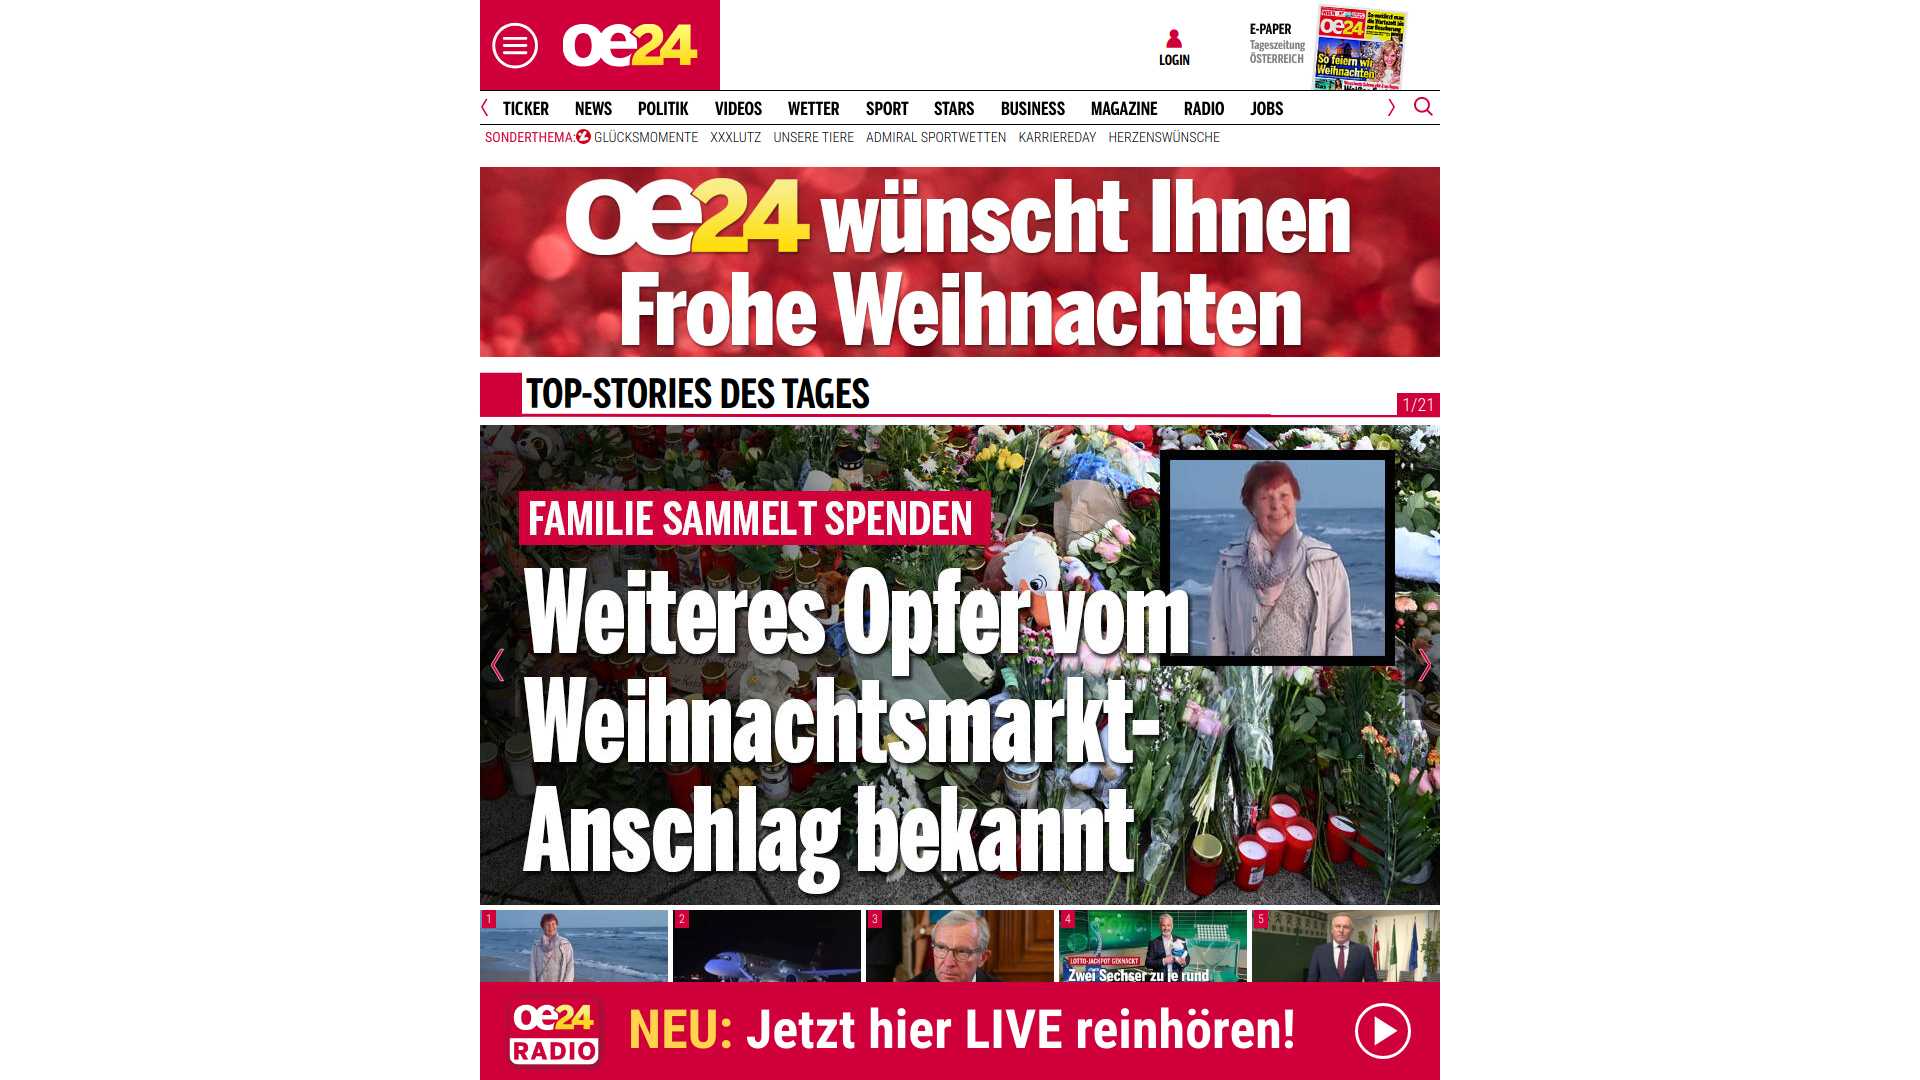 oe24
LOGIN
E-PAPER
Tageszeitung
ÖSTERREICH
oe24
So feiern wir
Weihnachten
TICKER NEWS POLITIK VIDEOS WETTER SPORT STARS BUSINESS MAGAZINE RADIO JOBS
SONDERTHEMA: GLÜCKSMOMENTE XXXLUTZ UNSERE TIERE ADMIRAL SPORTWETTEN KARRIEREDAY HERZENSWÜNSCHE
oe24 wünscht Ihnen
Frohe Weihnachten
TOP-STORIES DES TAGES
1/21
FAMILIE SAMMELT SPENDEN
Weiteres Opfer vom
Weihnachtsmarkt-
Anschlag bekannt
1 2 3 4 5
LOTTO-JACKPOT GEKNACKT
Zwei Sechser zu je rund
oe24
RADIO
NEU: Jetzt hier LIVE reinhören!